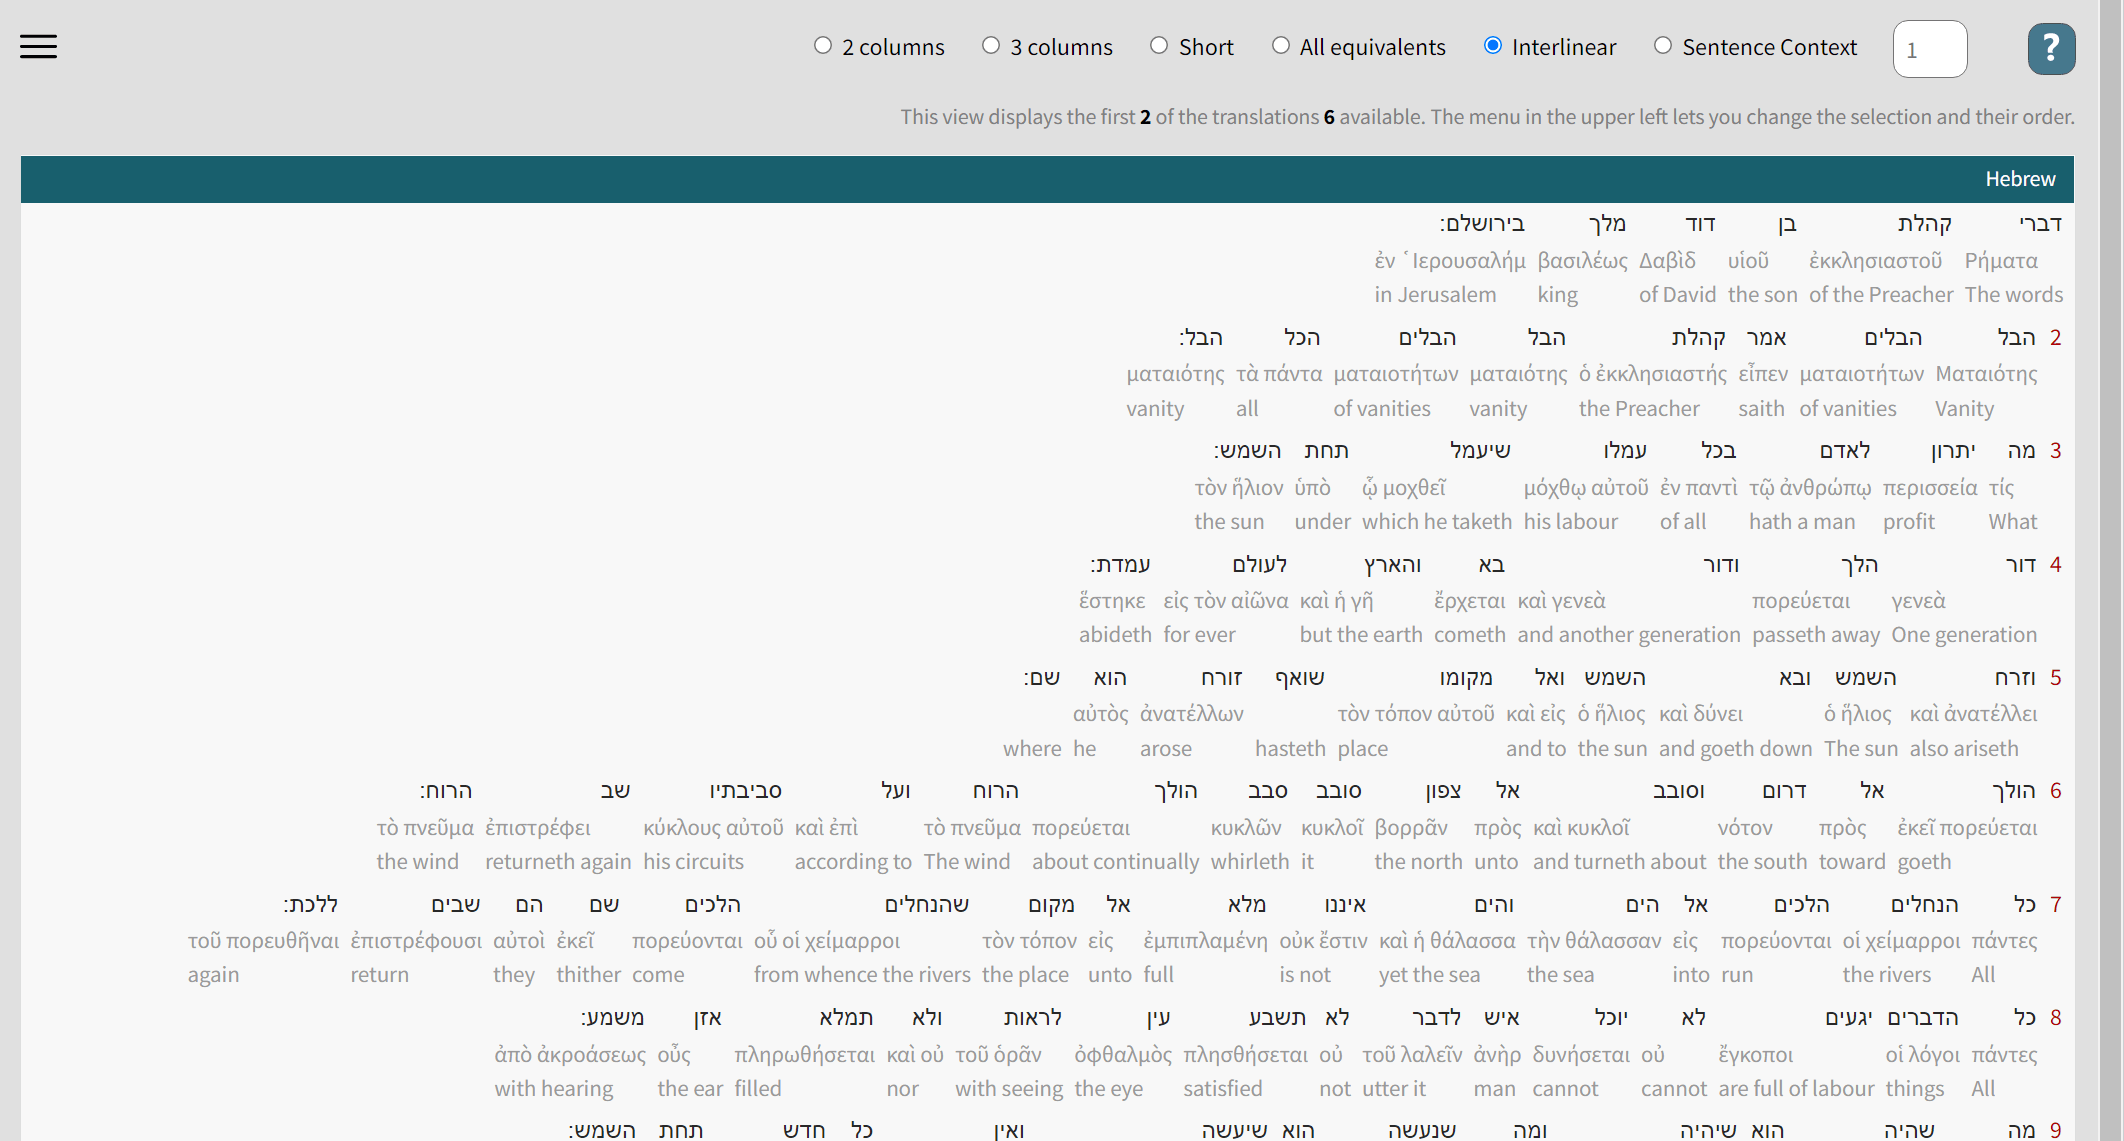 2 columns 3 columns Short All equivalents Interlinear Sentence Context 1 ?
This view displays the first 2 of the translations 6 available. The menu in the upper left lets you change the selection and their order.
Hebrew
דברי קהלת בן דוד מלך בירושלם:
ἐν Ἱερουσαλήμ βασιλέως Δαβὶδ υἱοῦ ἐκκλησιαστοῦ Ρήματα
in Jerusalem king of David the son of the Preacher The words
2 הבל הבלים אמר קהלת הבל הבלים הכל הבל:
ματαιότης τὰ πάντα ματαιοτήτων ματαιότης ὁ ἐκκλησιαστής εἶπεν ματαιοτήτων Ματαιότης
vanity all of vanities vanity the Preacher saith of vanities Vanity
3 מה יתרון לאדם בכל עמלו שיעמל תחת השמש:
τὸν ἥλιον ὑπὸ ᾧ μοχθεῖ μόχθῳ αὐτοῦ ἐν παντὶ τῷ ἀνθρώπῳ περισσεία τίς
the sun under which he taketh his labour of all hath a man profit What
4 דור הלך ודור בא והארץ לעולם עמדת:
ἕστηκε εἰς τὸν αἰῶνα καὶ ἡ γῆ ἔρχεται καὶ γενεὰ πορεύεται γενεὰ
abideth for ever but the earth cometh and another generation passeth away One generation
5 וזרח השמש ובא השמש ואל מקומו שואף זורח הוא שם:
αὐτὸς ἀνατέλλων τὸν τόπον αὐτοῦ καὶ εἰς ὁ ἥλιος καὶ δύνει ὁ ἥλιος καὶ ἀνατέλλει
where he arose hasteth place and to the sun and goeth down The sun also ariseth
6 הולך אל דרום וסובב אל צפון סובב סבב הולך הרוח ועל סביבתיו שב הרוח:
τὸ πνεῦμα ἐπιστρέφει κύκλους αὐτοῦ καὶ ἐπὶ τὸ πνεῦμα πορεύεται κυκλῶν κυκλοῖ βορρᾶν πρὸς καὶ κυκλοῖ νότον πρὸς ἐκεῖ πορεύεται
the wind returneth again his circuits according to The wind about continually whirleth it the north unto and turneth about the south toward goeth
7 כל הנחלים הלכים אל הים והים איננו מלא אל מקום שהנחלים הלכים שם הם שבים ללכת:
τοῦ πορευθῆναι ἐπιστρέφουσι αὐτοὶ ἐκεῖ πορεύονται οὗ οἱ χείμαρροι τὸν τόπον εἰς ἐμπιπλαμένη οὐκ ἔστιν καὶ ἡ θάλασσα τὴν θάλασσαν εἰς πορεύονται οἱ χείμαρροι πάντες
again return they thither come from whence the rivers the place unto full is not yet the sea the sea into run the rivers All
8 כל הדברים יגעים לא יוכל איש לדבר לא תשבע עין לראות ולא תמלא אזן משמע:
ἀπὸ ἀκροάσεως οὖς πληρωθήσεται καὶ οὐ τοῦ ὁρᾶν ὀφθαλμὸς πλησθήσεται οὐ τοῦ λαλεῖν ἀνὴρ δυνήσεται οὐ ἔγκοποι οἱ λόγοι πάντες
with hearing the ear filled nor with seeing the eye satisfied not utter it man cannot cannot are full of labour things All
9 מה שהיה הוא שיהיה ומה שנעשה הוא שיעשה ואין כל חדש תחת השמש: